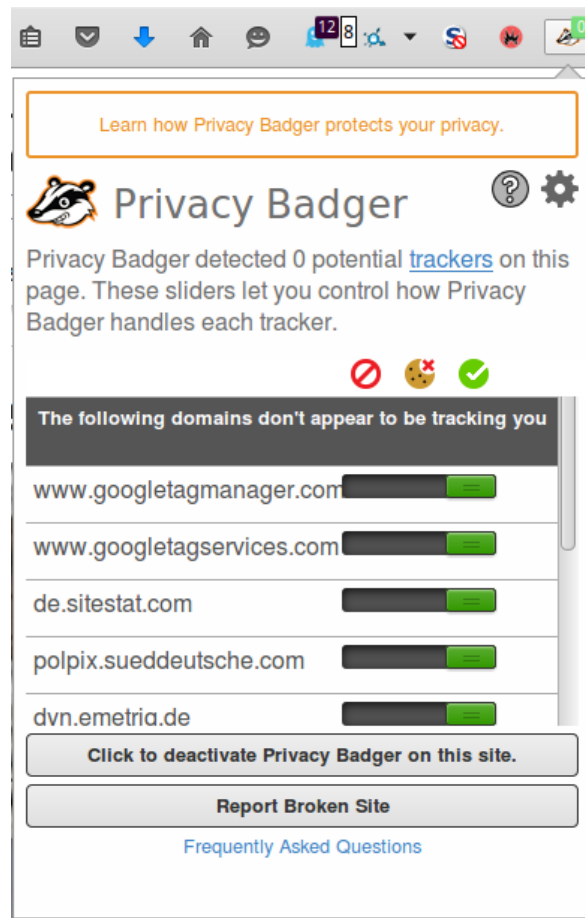 12
8
0
Learn how Privacy Badger protects your privacy.
Privacy Badger
Privacy Badger detected 0 potential trackers on this
page. These sliders let you control how Privacy
Badger handles each tracker.
The following domains don't appear to be tracking you
www.googletagmanager.com
www.googletagservices.com
de.sitestat.com
polpix.sueddeutsche.com
dyn.emetriq.de
Click to deactivate Privacy Badger on this site.
Report Broken Site
Frequently Asked Questions